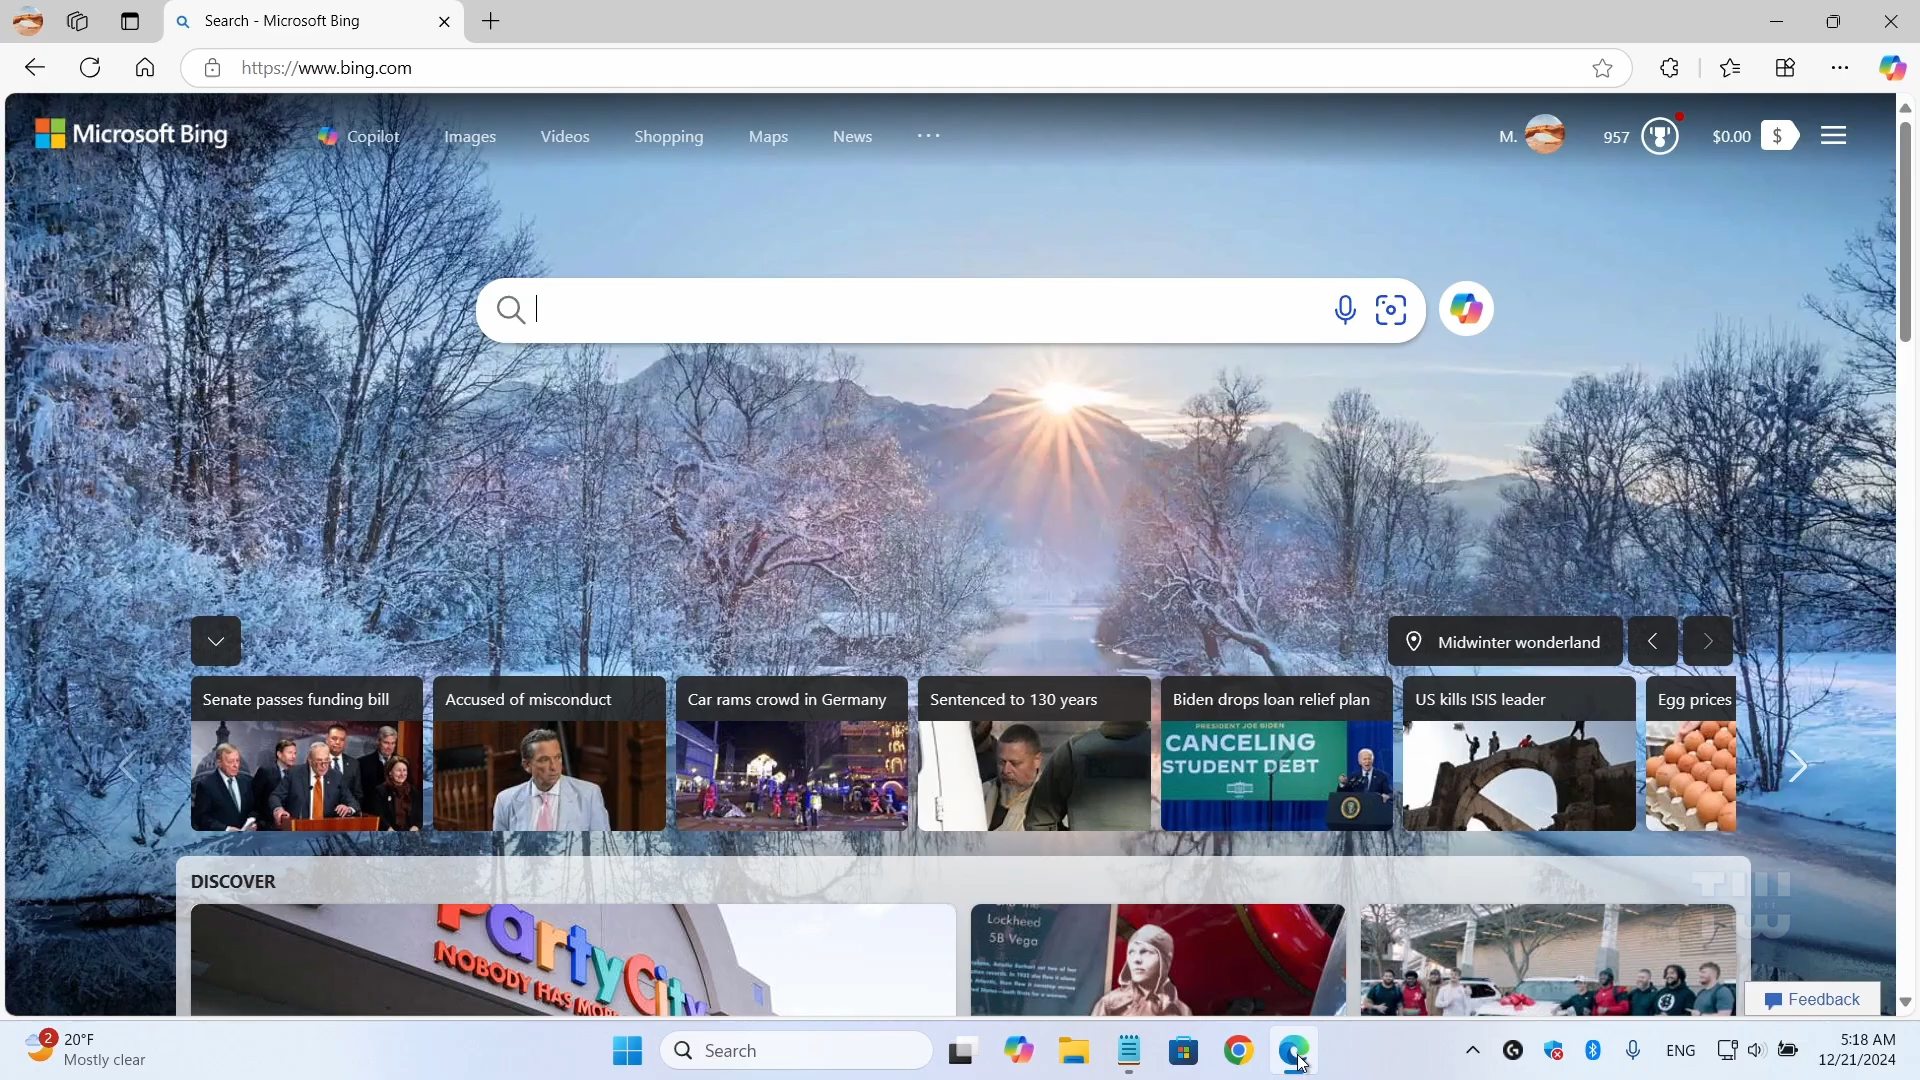 Search - Microsoft Bing
https://www.bing.com
Microsoft Bing
Copilot
Images
Videos
Shopping
Maps
News
M.
957
$0.00
$
Midwinter wonderland
Senate passes funding bill
Accused of misconduct
Car rams crowd in Germany
Sentenced to 130 years
Biden drops loan relief plan
US kills ISIS leader
Egg prices
PRESIDENT JOE BIDEN
CANCELING
STUDENT DEBT
DISCOVER
PartyCity
NOBODY HAS MORE
Lockheed
5B Vega
Feedback
2
20°F
Mostly clear
Search
ENG
5:18 AM
12/21/2024